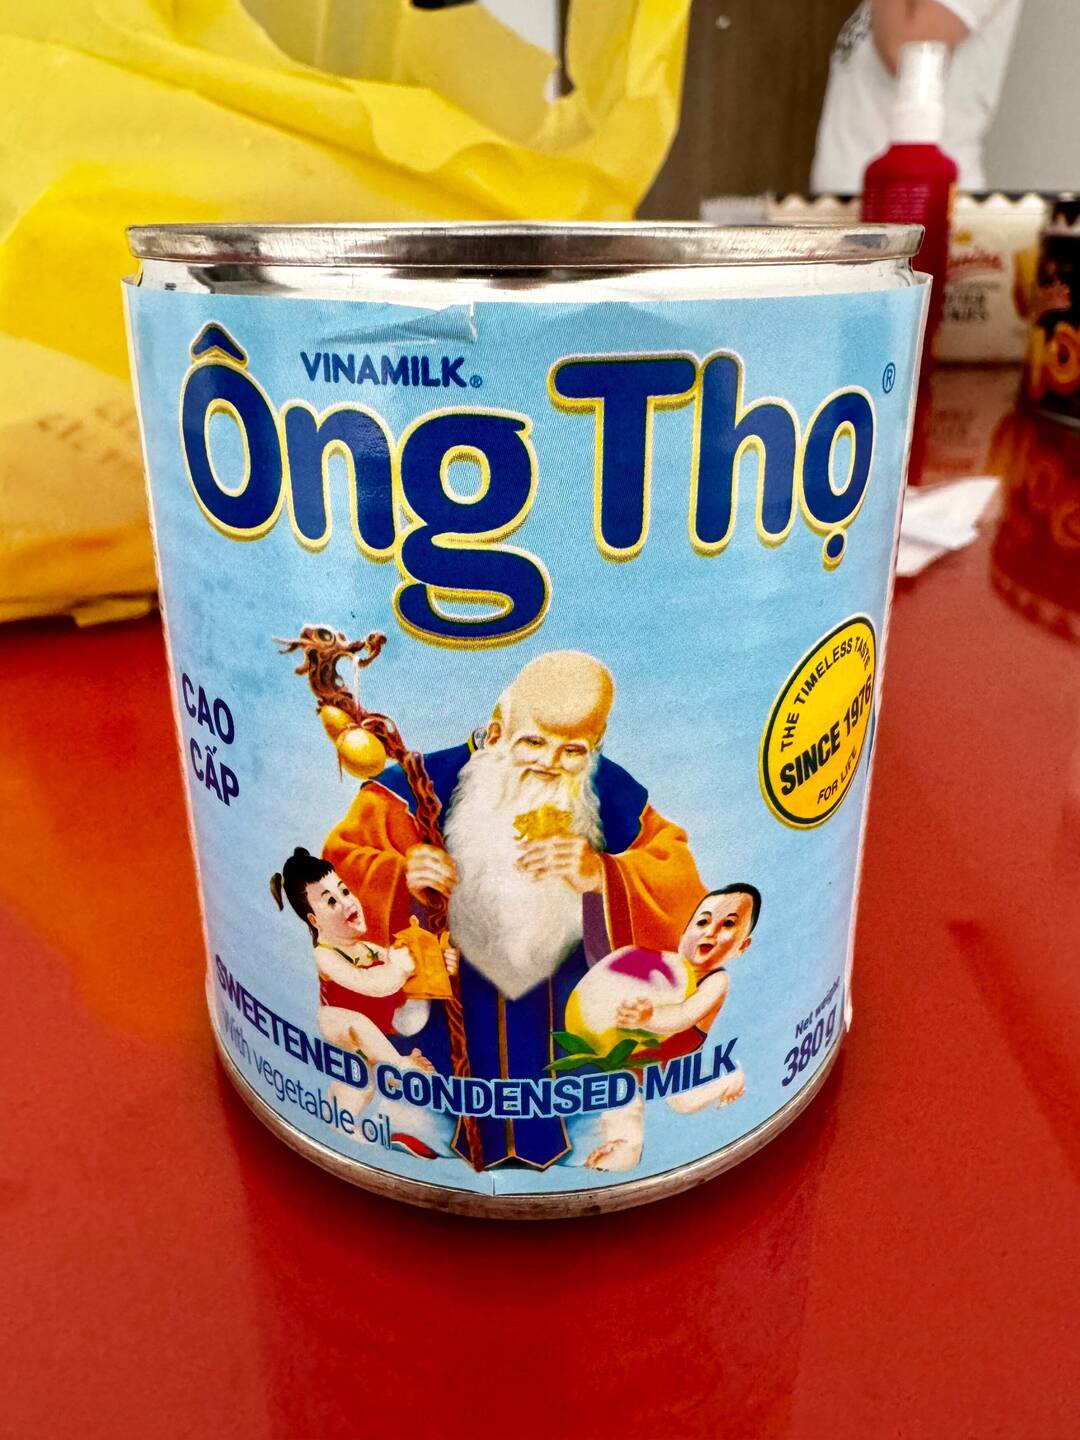 VINAMILK®
Ông Thọ®
CAO
CẤP
THE TIMELESS TASTE
SINCE 1976
FOR LIFE
SWEETENED CONDENSED MILK
With vegetable oil
Net weight
380g